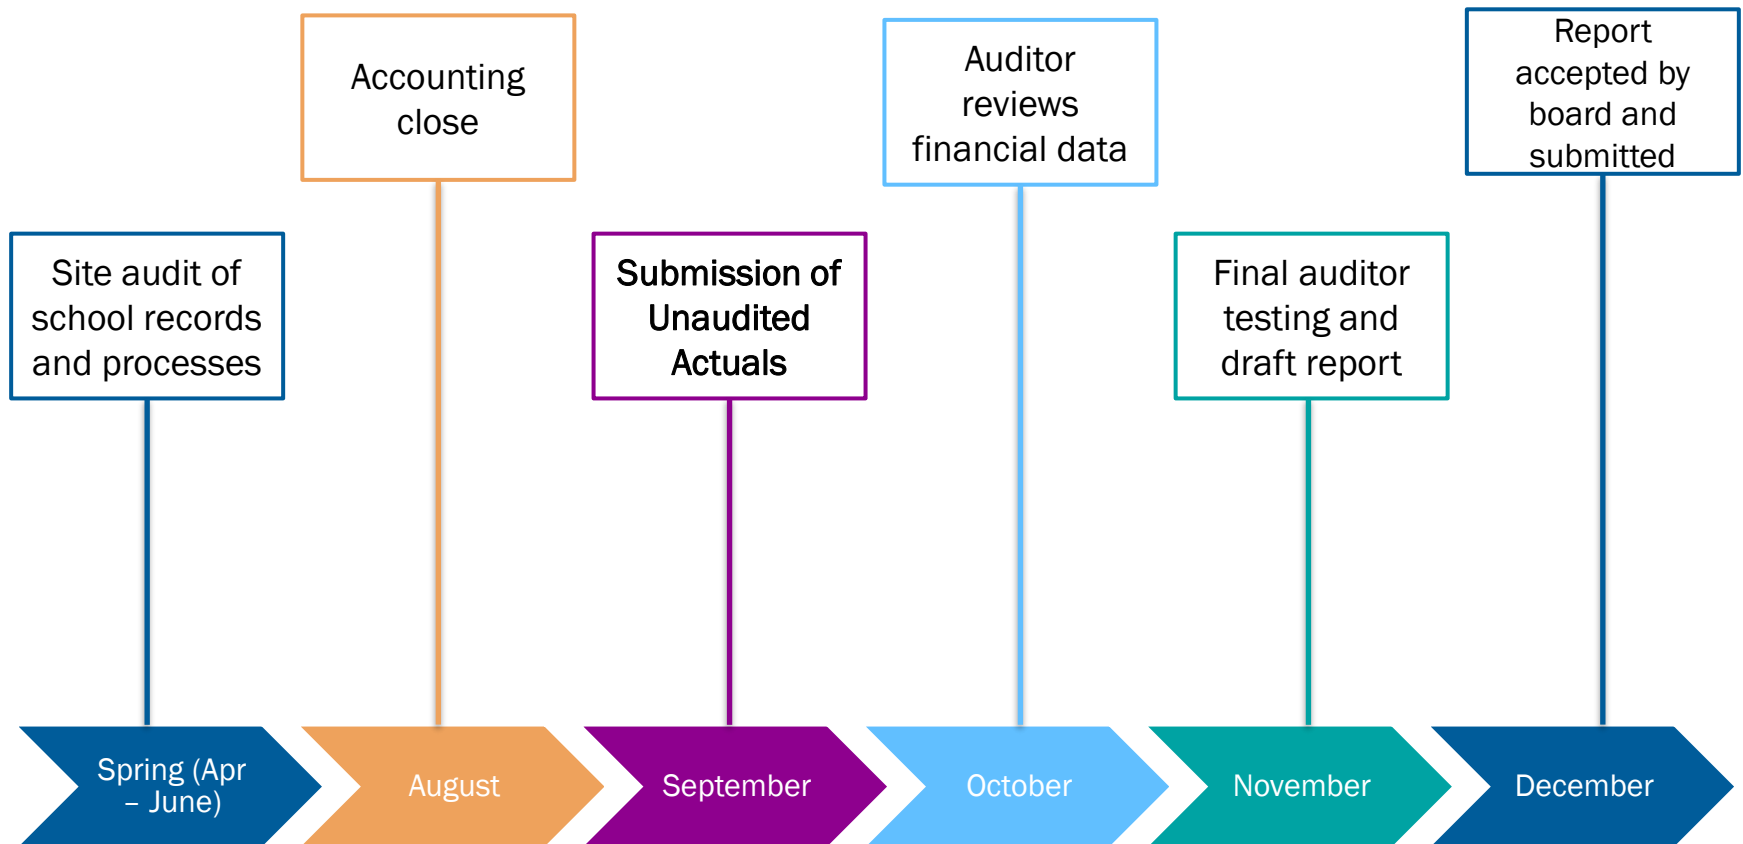 Site audit of
school records
and processes
Accounting
close
Submission of
Unaudited
Actuals
Auditor
reviews
financial data
Final auditor
testing and
draft report
Report
accepted by
board and
submitted
Spring (Apr
– June)
August
September
October
November
December